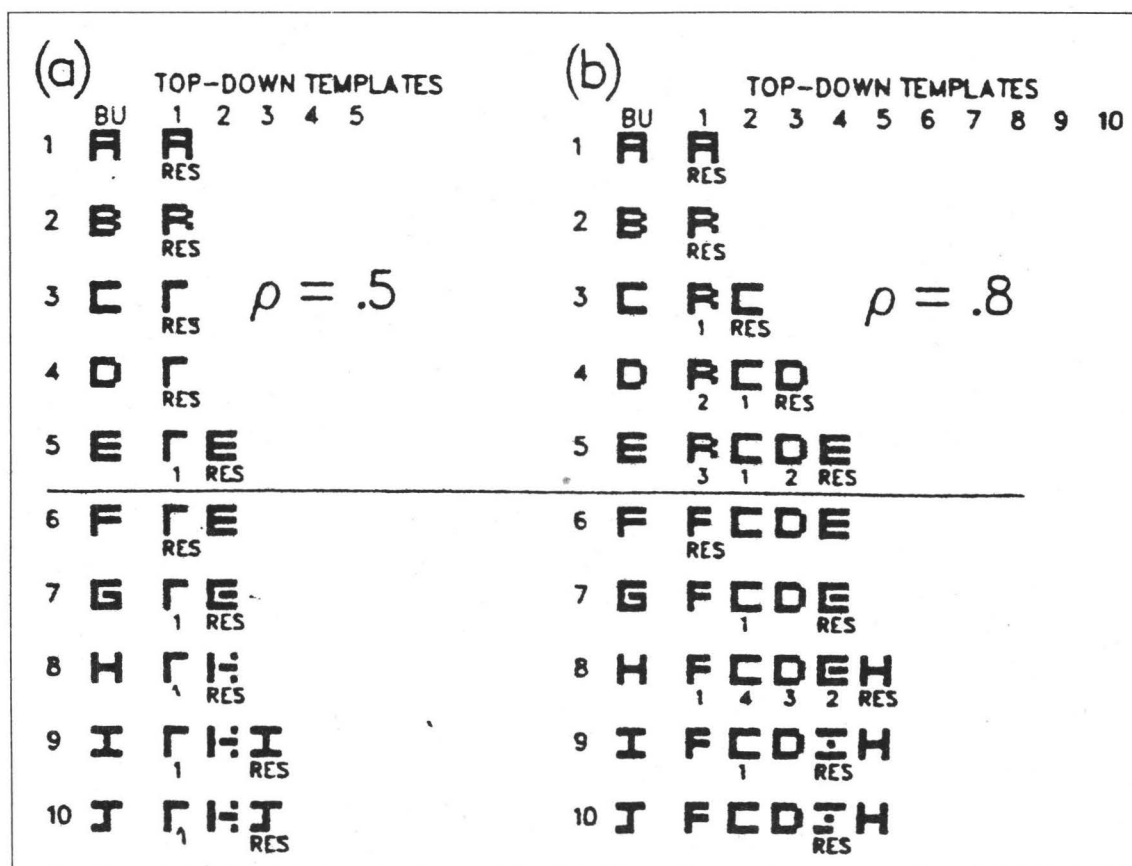 (a)
TOP-DOWN TEMPLATES
BU 1 2 3 4 5
1 A A
RES
2 B R
RES
3 C Γ
RES
ρ = .5
4 D Γ
RES
5 E Γ E
1 RES
6 F Γ E
RES
7 G Γ E
1 RES
8 H Γ
1 RES
9 I Γ I
1 RES
10 J Γ J
1 RES
(b)
TOP-DOWN TEMPLATES
BU 1 2 3 4 5 6 7 8 9 10
1 A A
RES
2 B R
RES
3 C R C
1 RES
ρ = .8
4 D R C D
2 1 RES
5 E R C D E
3 1 2 RES
6 F F C D E
RES
7 G F C D E
1 RES
8 H F C D E H
1 4 3 2 RES
9 I F C D H
1 RES
10 J F C D H
RES